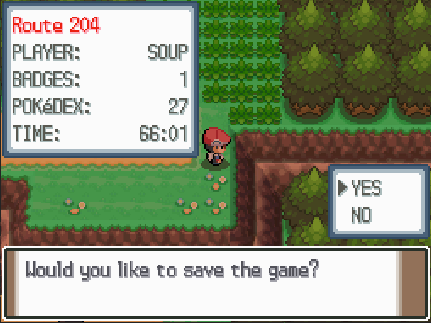 Route 204
PLAYER: SOUP
BADGES: 1
POKéDEX: 27
TIME: 66:01
YES
NO
Would you like to save the game?